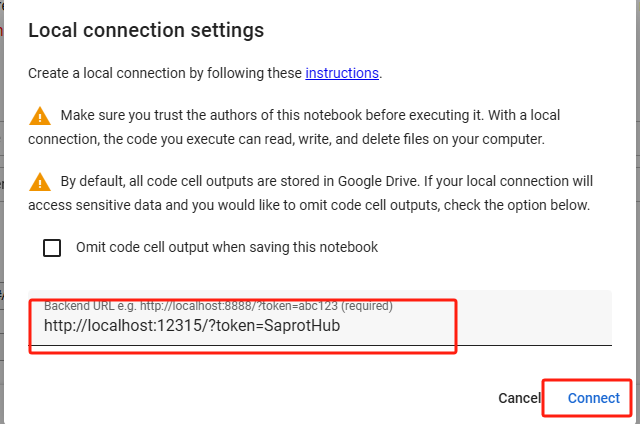 Local connection settings
Create a local connection by following these instructions.
Make sure you trust the authors of this notebook before executing it. With a local
connection, the code you execute can read, write, and delete files on your computer.
By default, all code cell outputs are stored in Google Drive. If your local connection will
access sensitive data and you would like to omit code cell outputs, check the option below.
Omit code cell output when saving this notebook
Backend URL e.g. http://localhost:8888/?token=abc123 (required)
http://localhost:12315/?token=SaprotHub
Cancel Connect